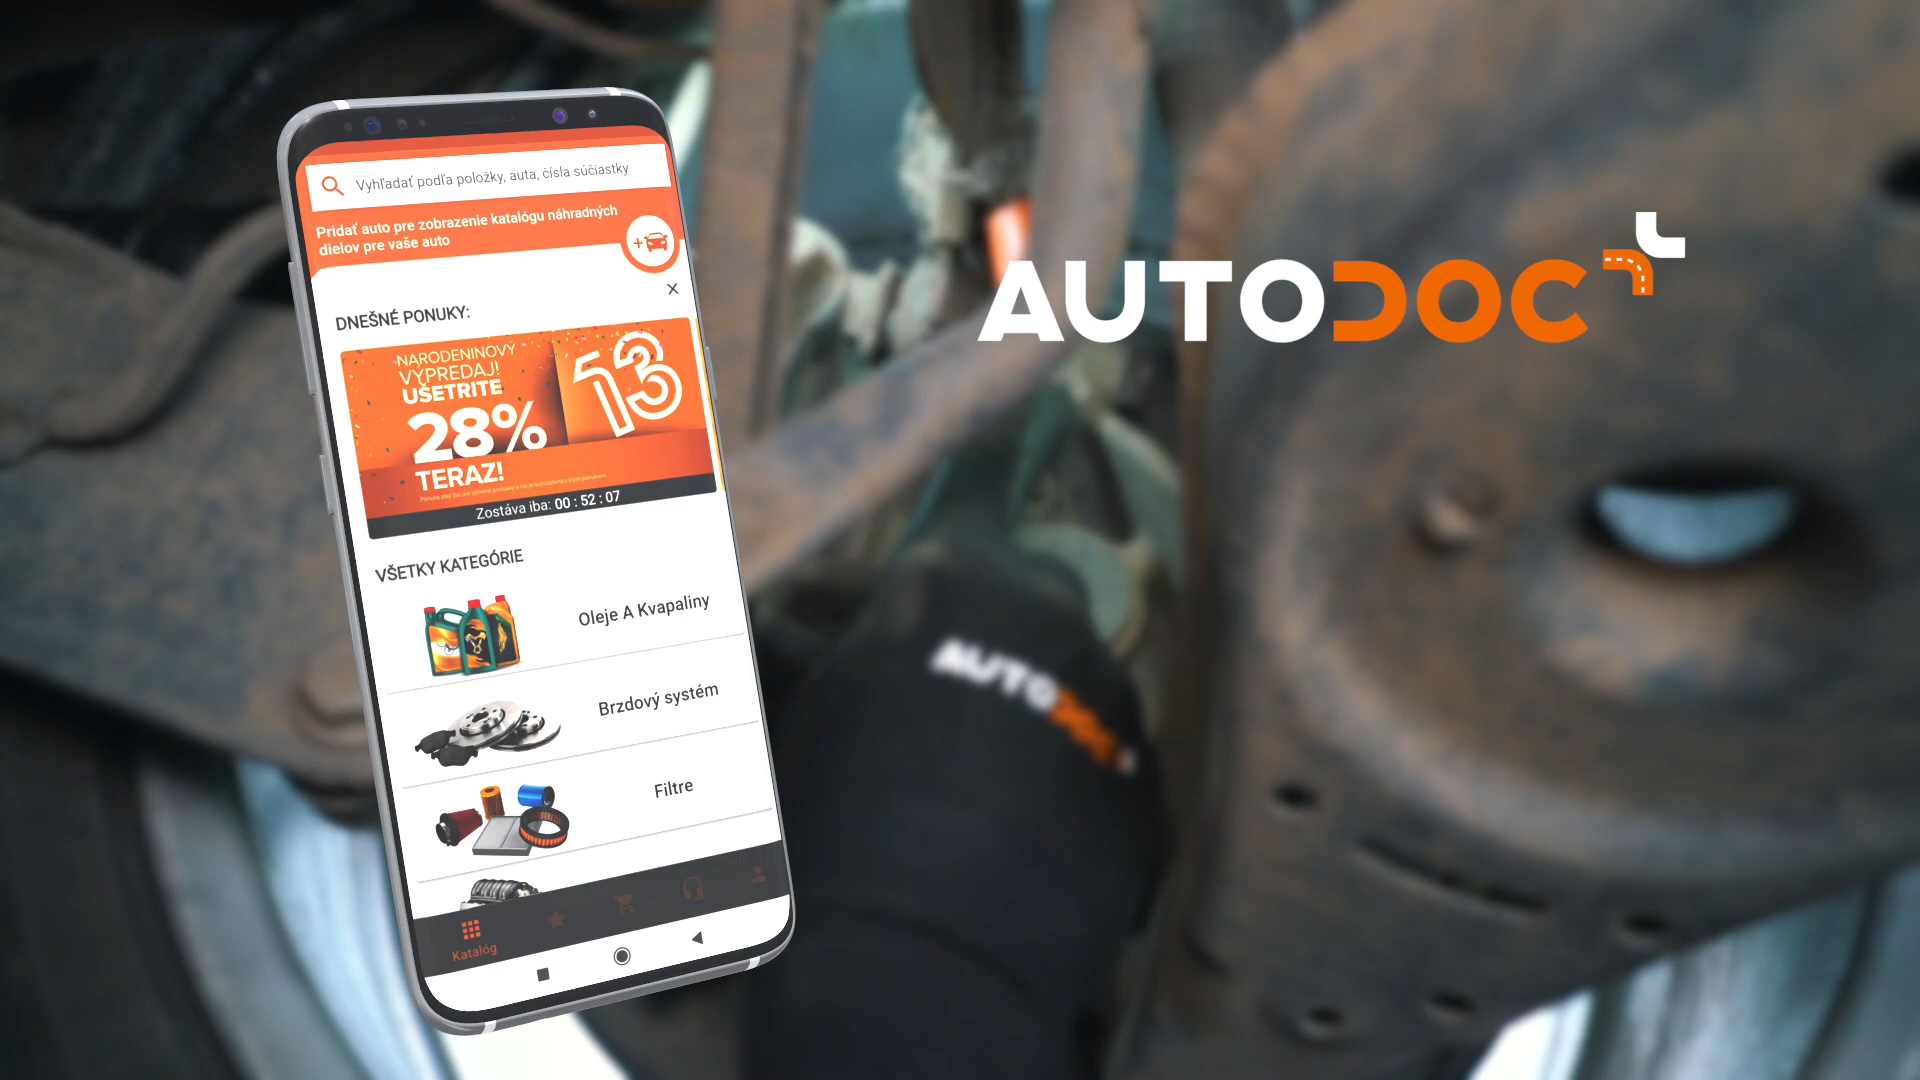 Vyhľadať podľa položky, auta, čísla súčiastky
Pridať auto pre zobrazenie katalógu náhradných
dielov pre vaše auto
DNEŠNÉ PONUKY:
NARODENINOVÝ
VÝPREDAJ!
UŠETRITE
28%
TERAZ!
13
Zostáva iba: 00 : 52 : 07
VŠETKY KATEGÓRIE
Oleje A Kvapaliny
Brzdový systém
Filtre
Katalóg
AUTODOC
AUTODOC